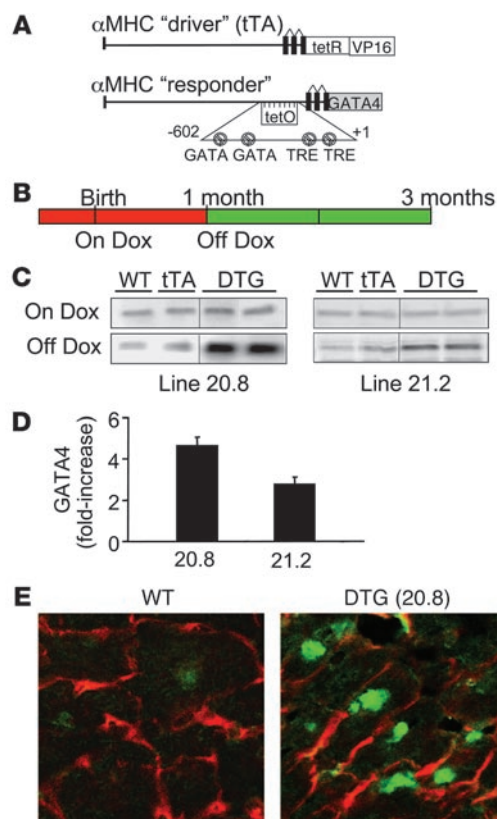 A
αMHC "driver" (tTA)
tetR VP16
αMHC "responder"
GATA4
tetO
-602 +1
GATA GATA TRE TRE
B
Birth 1 month 3 months
On Dox Off Dox
C
WT tTA DTG WT tTA DTG
On Dox
Off Dox
Line 20.8 Line 21.2
D
GATA4
(fold-increase)
6
4
2
0
20.8 21.2
E
WT DTG (20.8)